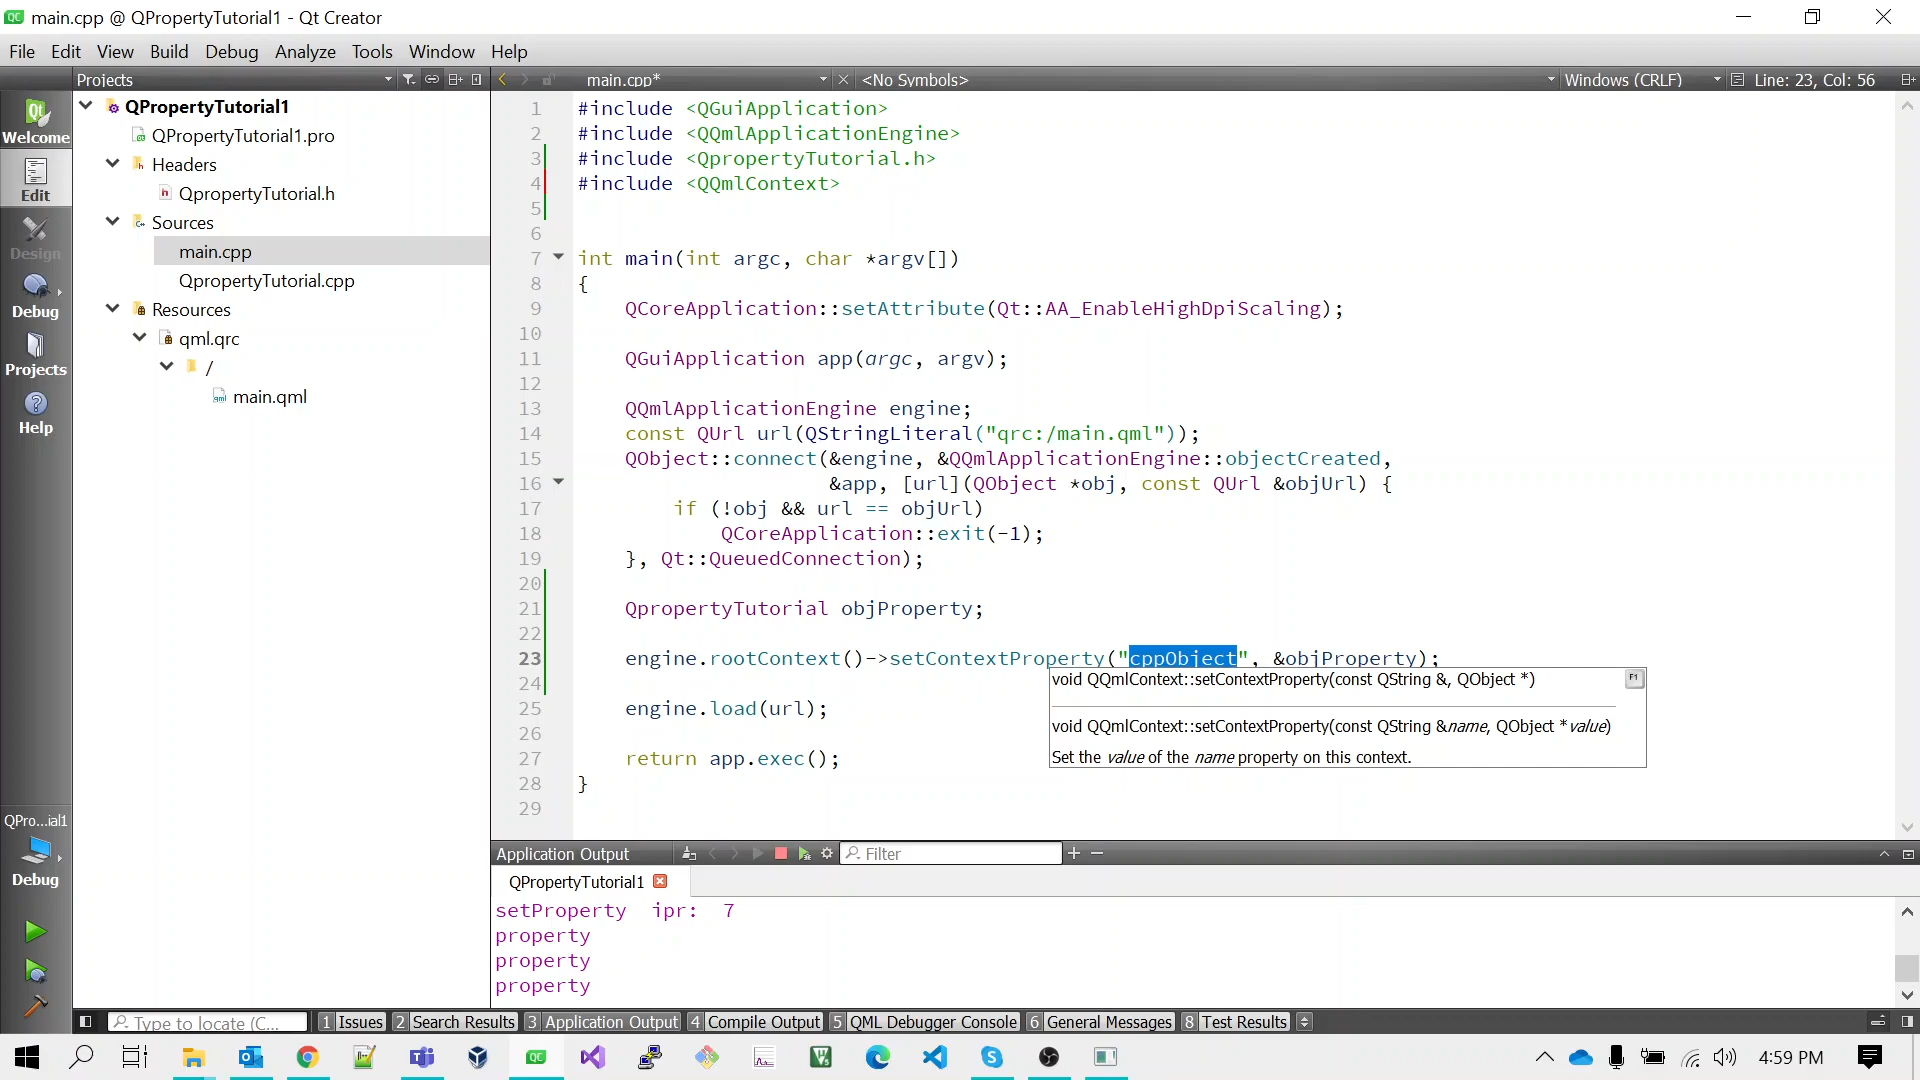 main.cpp @ QPropertyTutorial1 - Qt Creator
File Edit View Build Debug Analyze Tools Window Help
Projects
main.cpp*
<No Symbols>
Windows (CRLF)
Line: 23, Col: 56
Welcome
Edit
Design
Debug
Projects
Help
QPro...ial1
Debug
QPropertyTutorial1
QPropertyTutorial1.pro
Headers
QpropertyTutorial.h
Sources
main.cpp
QpropertyTutorial.cpp
Resources
qml.qrc
/
main.qml
1 #include <QGuiApplication>
2 #include <QQmlApplicationEngine>
3 #include <QpropertyTutorial.h>
4 #include <QQmlContext>
5
6
7 int main(int argc, char *argv[])
8 {
9 QCoreApplication::setAttribute(Qt::AA_EnableHighDpiScaling);
10
11 QGuiApplication app(argc, argv);
12
13 QQmlApplicationEngine engine;
14 const QUrl url(QStringLiteral("qrc:/main.qml"));
15 QObject::connect(&engine, &QQmlApplicationEngine::objectCreated,
16 &app, [url](QObject *obj, const QUrl &objUrl) {
17 if (!obj && url == objUrl)
18 QCoreApplication::exit(-1);
19 }, Qt::QueuedConnection);
20
21 QpropertyTutorial objProperty;
22
23 engine.rootContext()->setContextProperty("cppObject", &objProperty);
24
25 engine.load(url);
26
27 return app.exec();
28 }
29
void QQmlContext::setContextProperty(const QString &, QObject *)
F1
void QQmlContext::setContextProperty(const QString &name, QObject *value)
Set the value of the name property on this context.
Application Output
Filter
QPropertyTutorial1
setProperty ipr: 7
property
property
property
Type to locate (C...
1 Issues 2 Search Results 3 Application Output 4 Compile Output 5 QML Debugger Console 6 General Messages 8 Test Results
4:59 PM